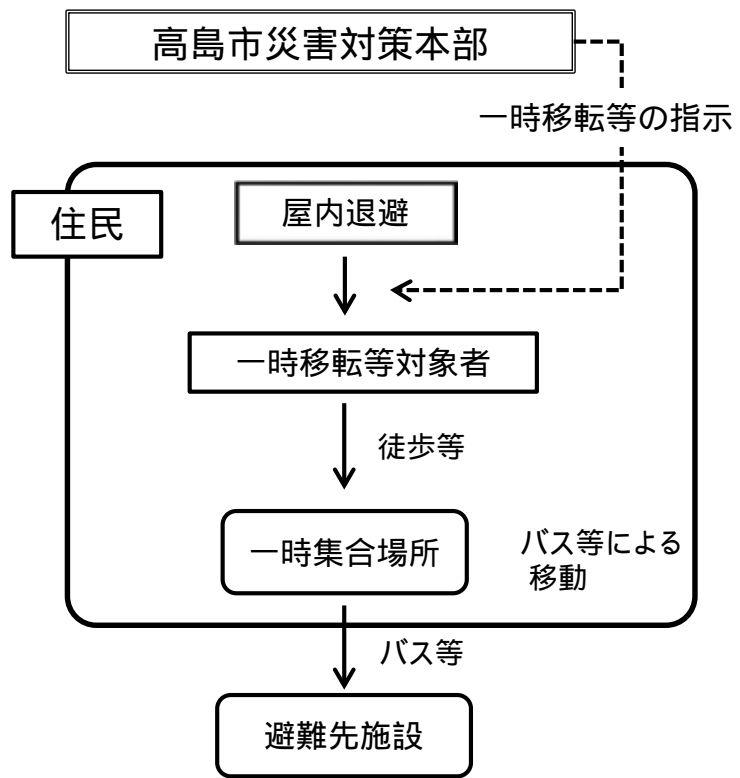 高島市災害対策本部
一時移転等の指示
住民
屋内退避
一時移転等対象者
徒歩等
一時集合場所
バス等による
移動
バス等
避難先施設